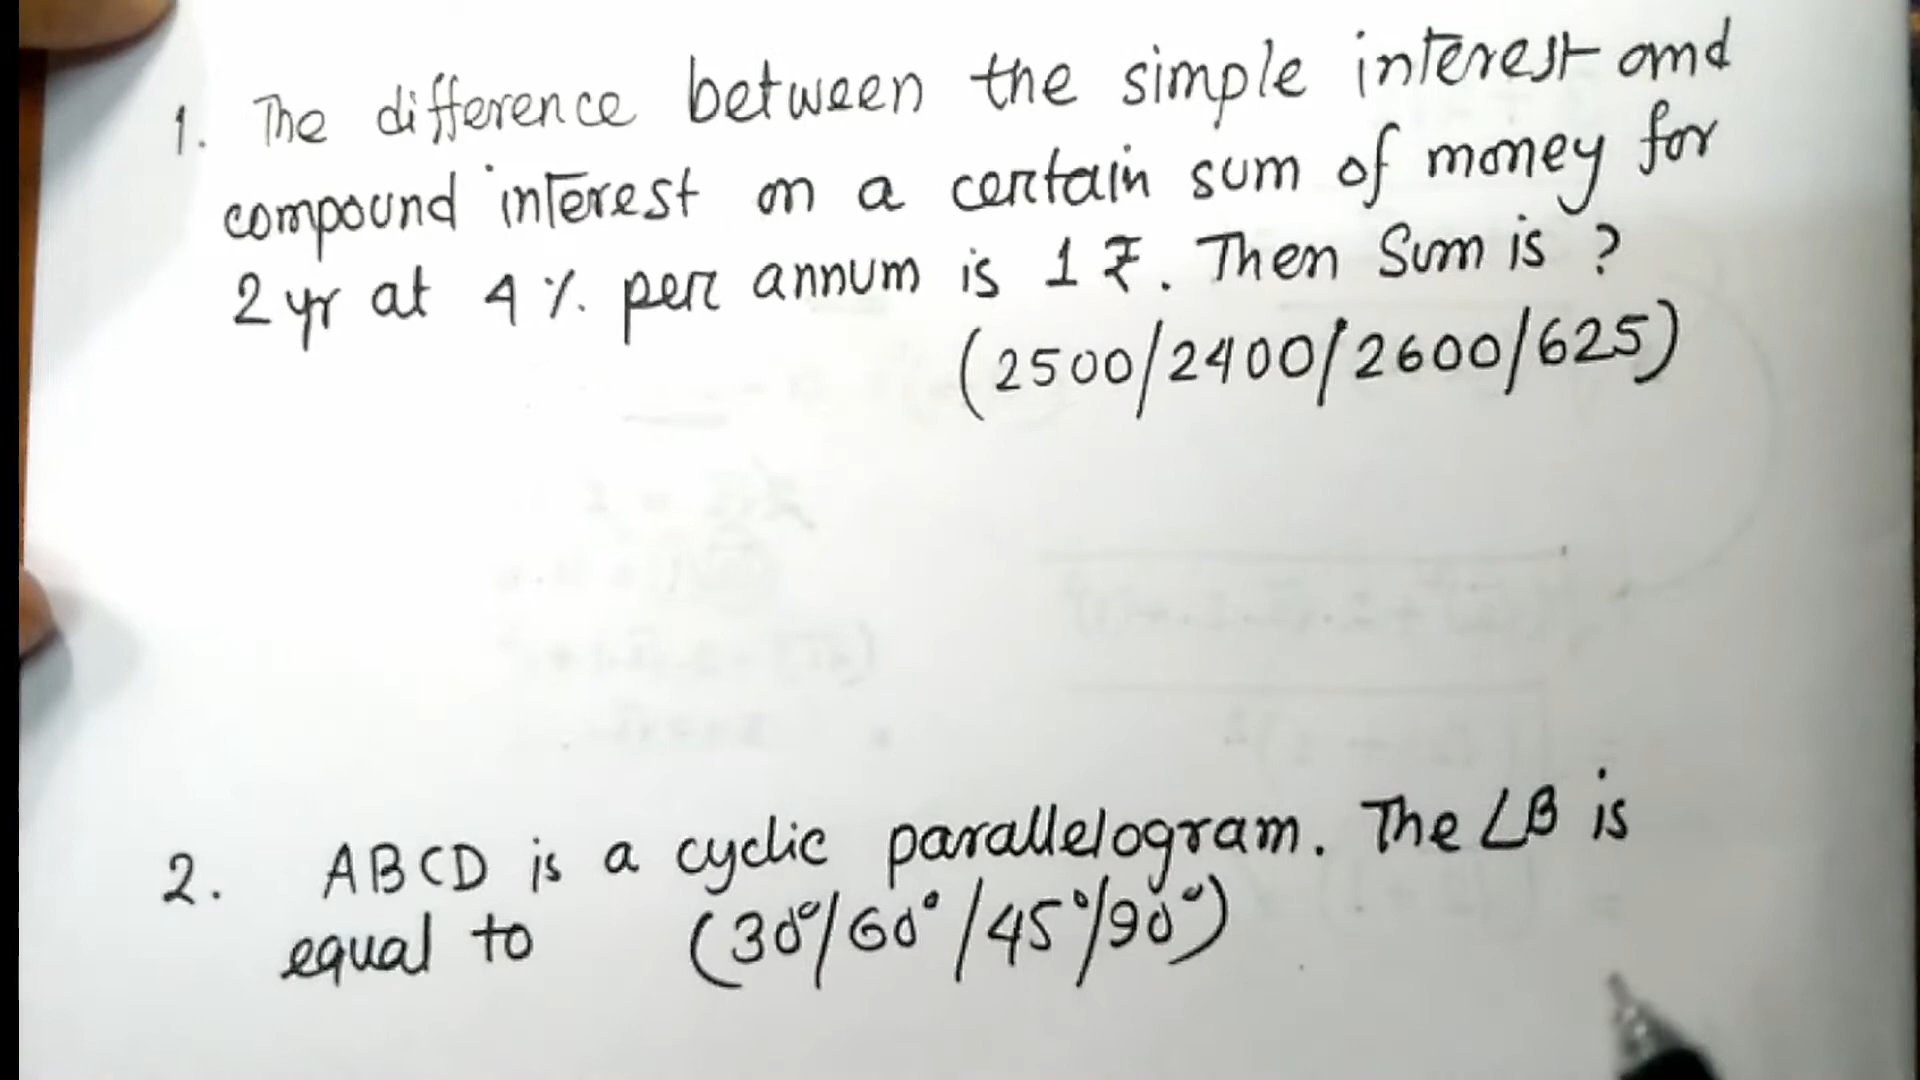 1. The difference between the simple interest and
compound interest on a certain sum of money for
2 yr at 4 % per annum is 1 ₹. Then Sum is ?
(2500/2400/2600/625)
2. ABCD is a cyclic parallelogram. The ∠B is
equal to (30°/60°/45°/90°)